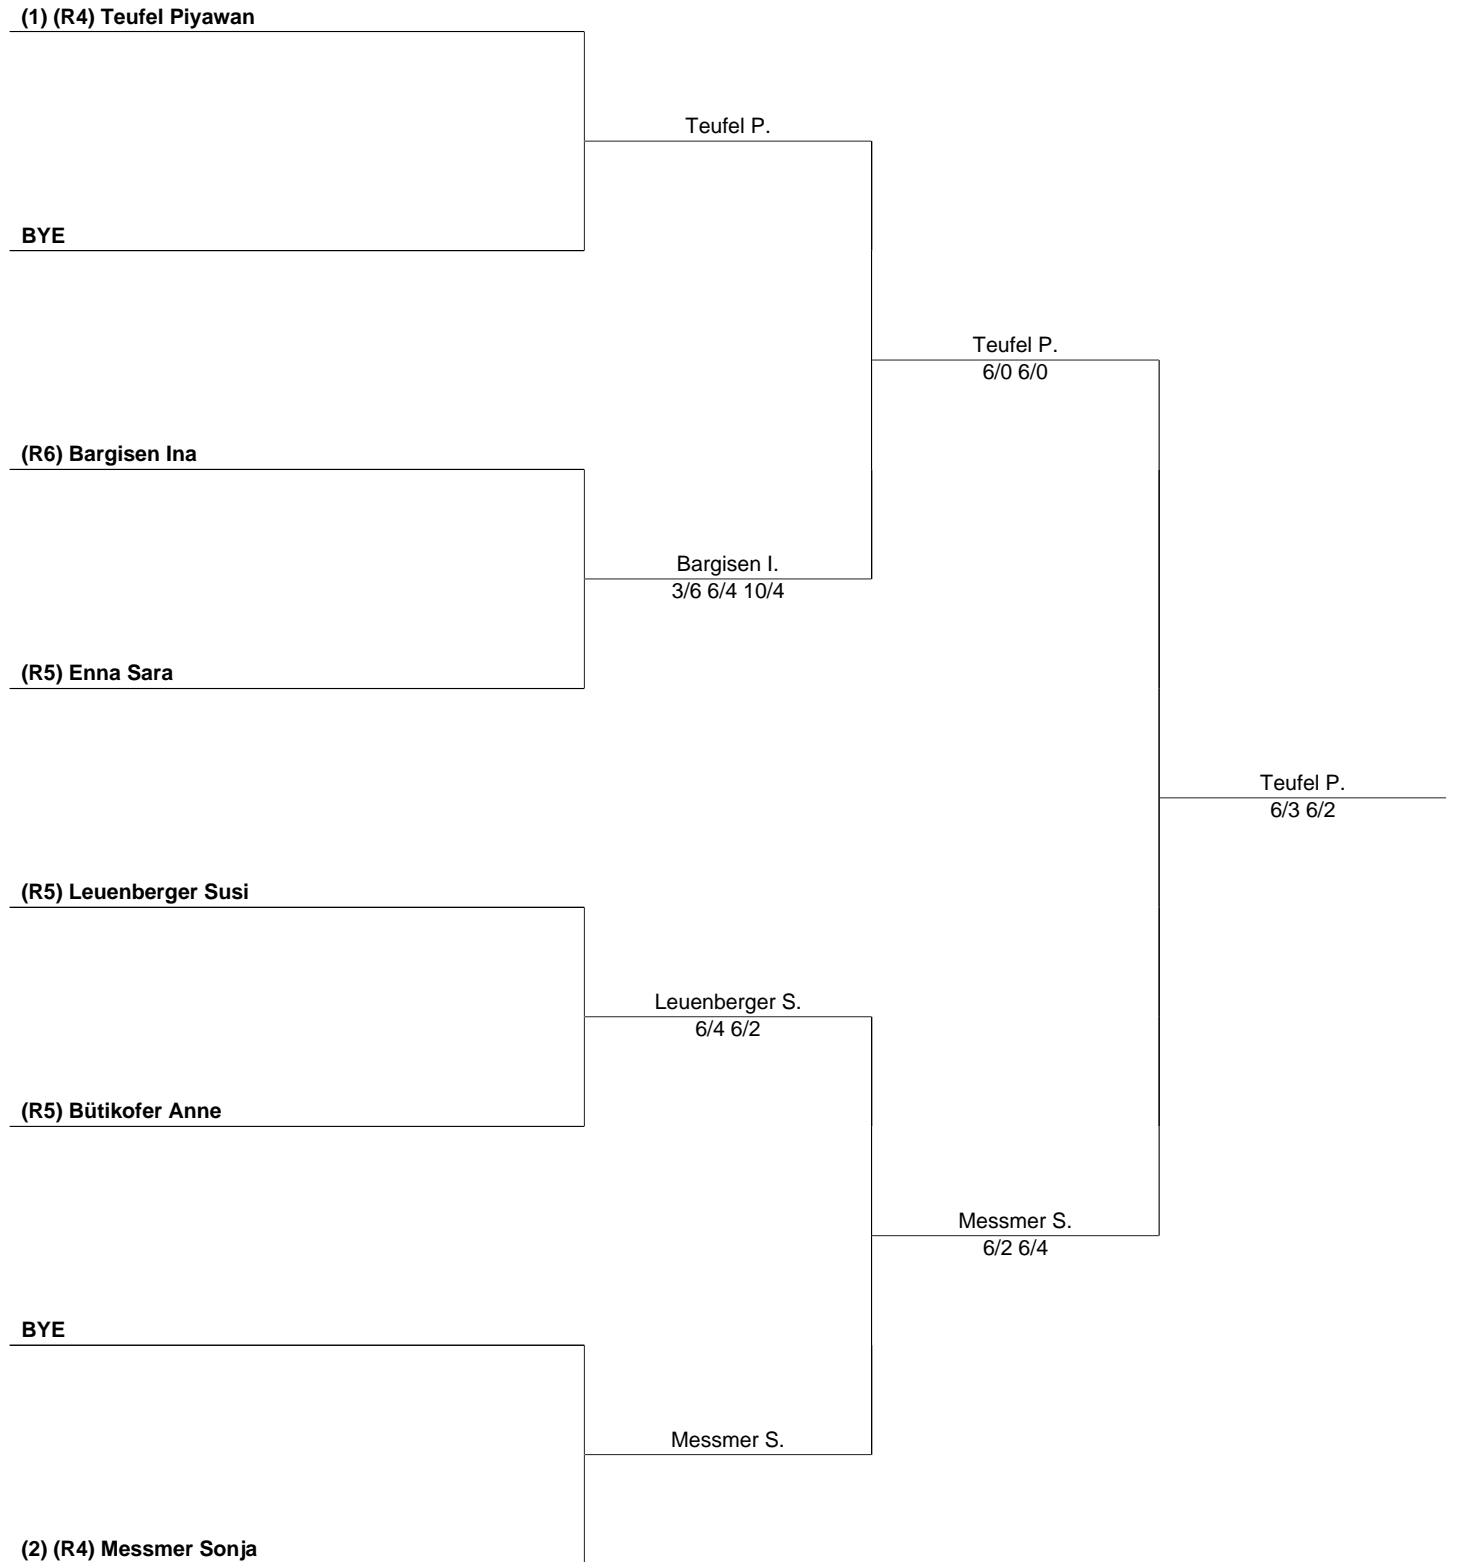 (1) (R4) Teufel Piyawan
Teufel P.
BYE
Teufel P.
6/0 6/0
(R6) Bargisen Ina
Bargisen I.
3/6 6/4 10/4
(R5) Enna Sara
Teufel P.
6/3 6/2
(R5) Leuenberger Susi
Leuenberger S.
6/4 6/2
(R5) Bütikofer Anne
Messmer S.
6/2 6/4
BYE
Messmer S.
(2) (R4) Messmer Sonja